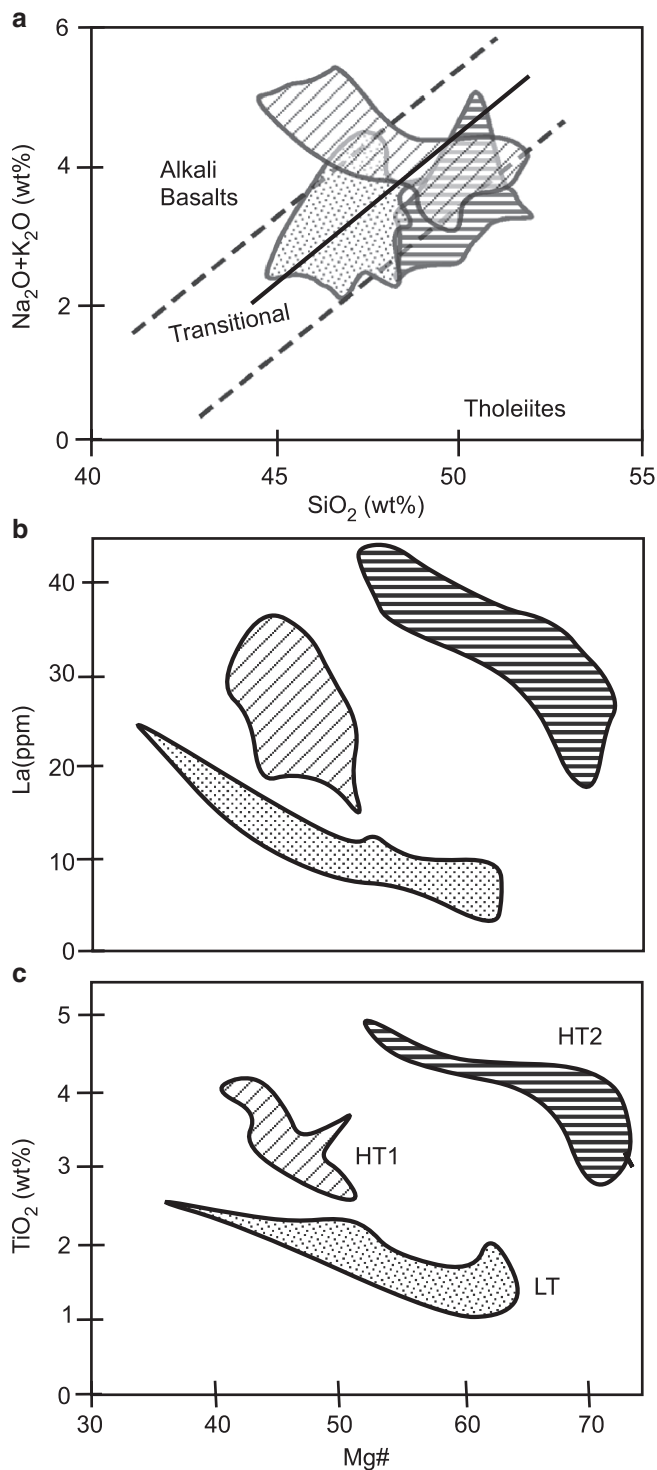 a
6
4
2
0
Na₂O+K₂O (wt%)
Alkali
Basalts
Transitional
Tholeiites
40
45
50
55
SiO₂ (wt%)
b
40
30
20
10
0
La(ppm)
c
5
4
3
2
1
0
TiO₂ (wt%)
HT2
HT1
LT
30
40
50
60
70
Mg#